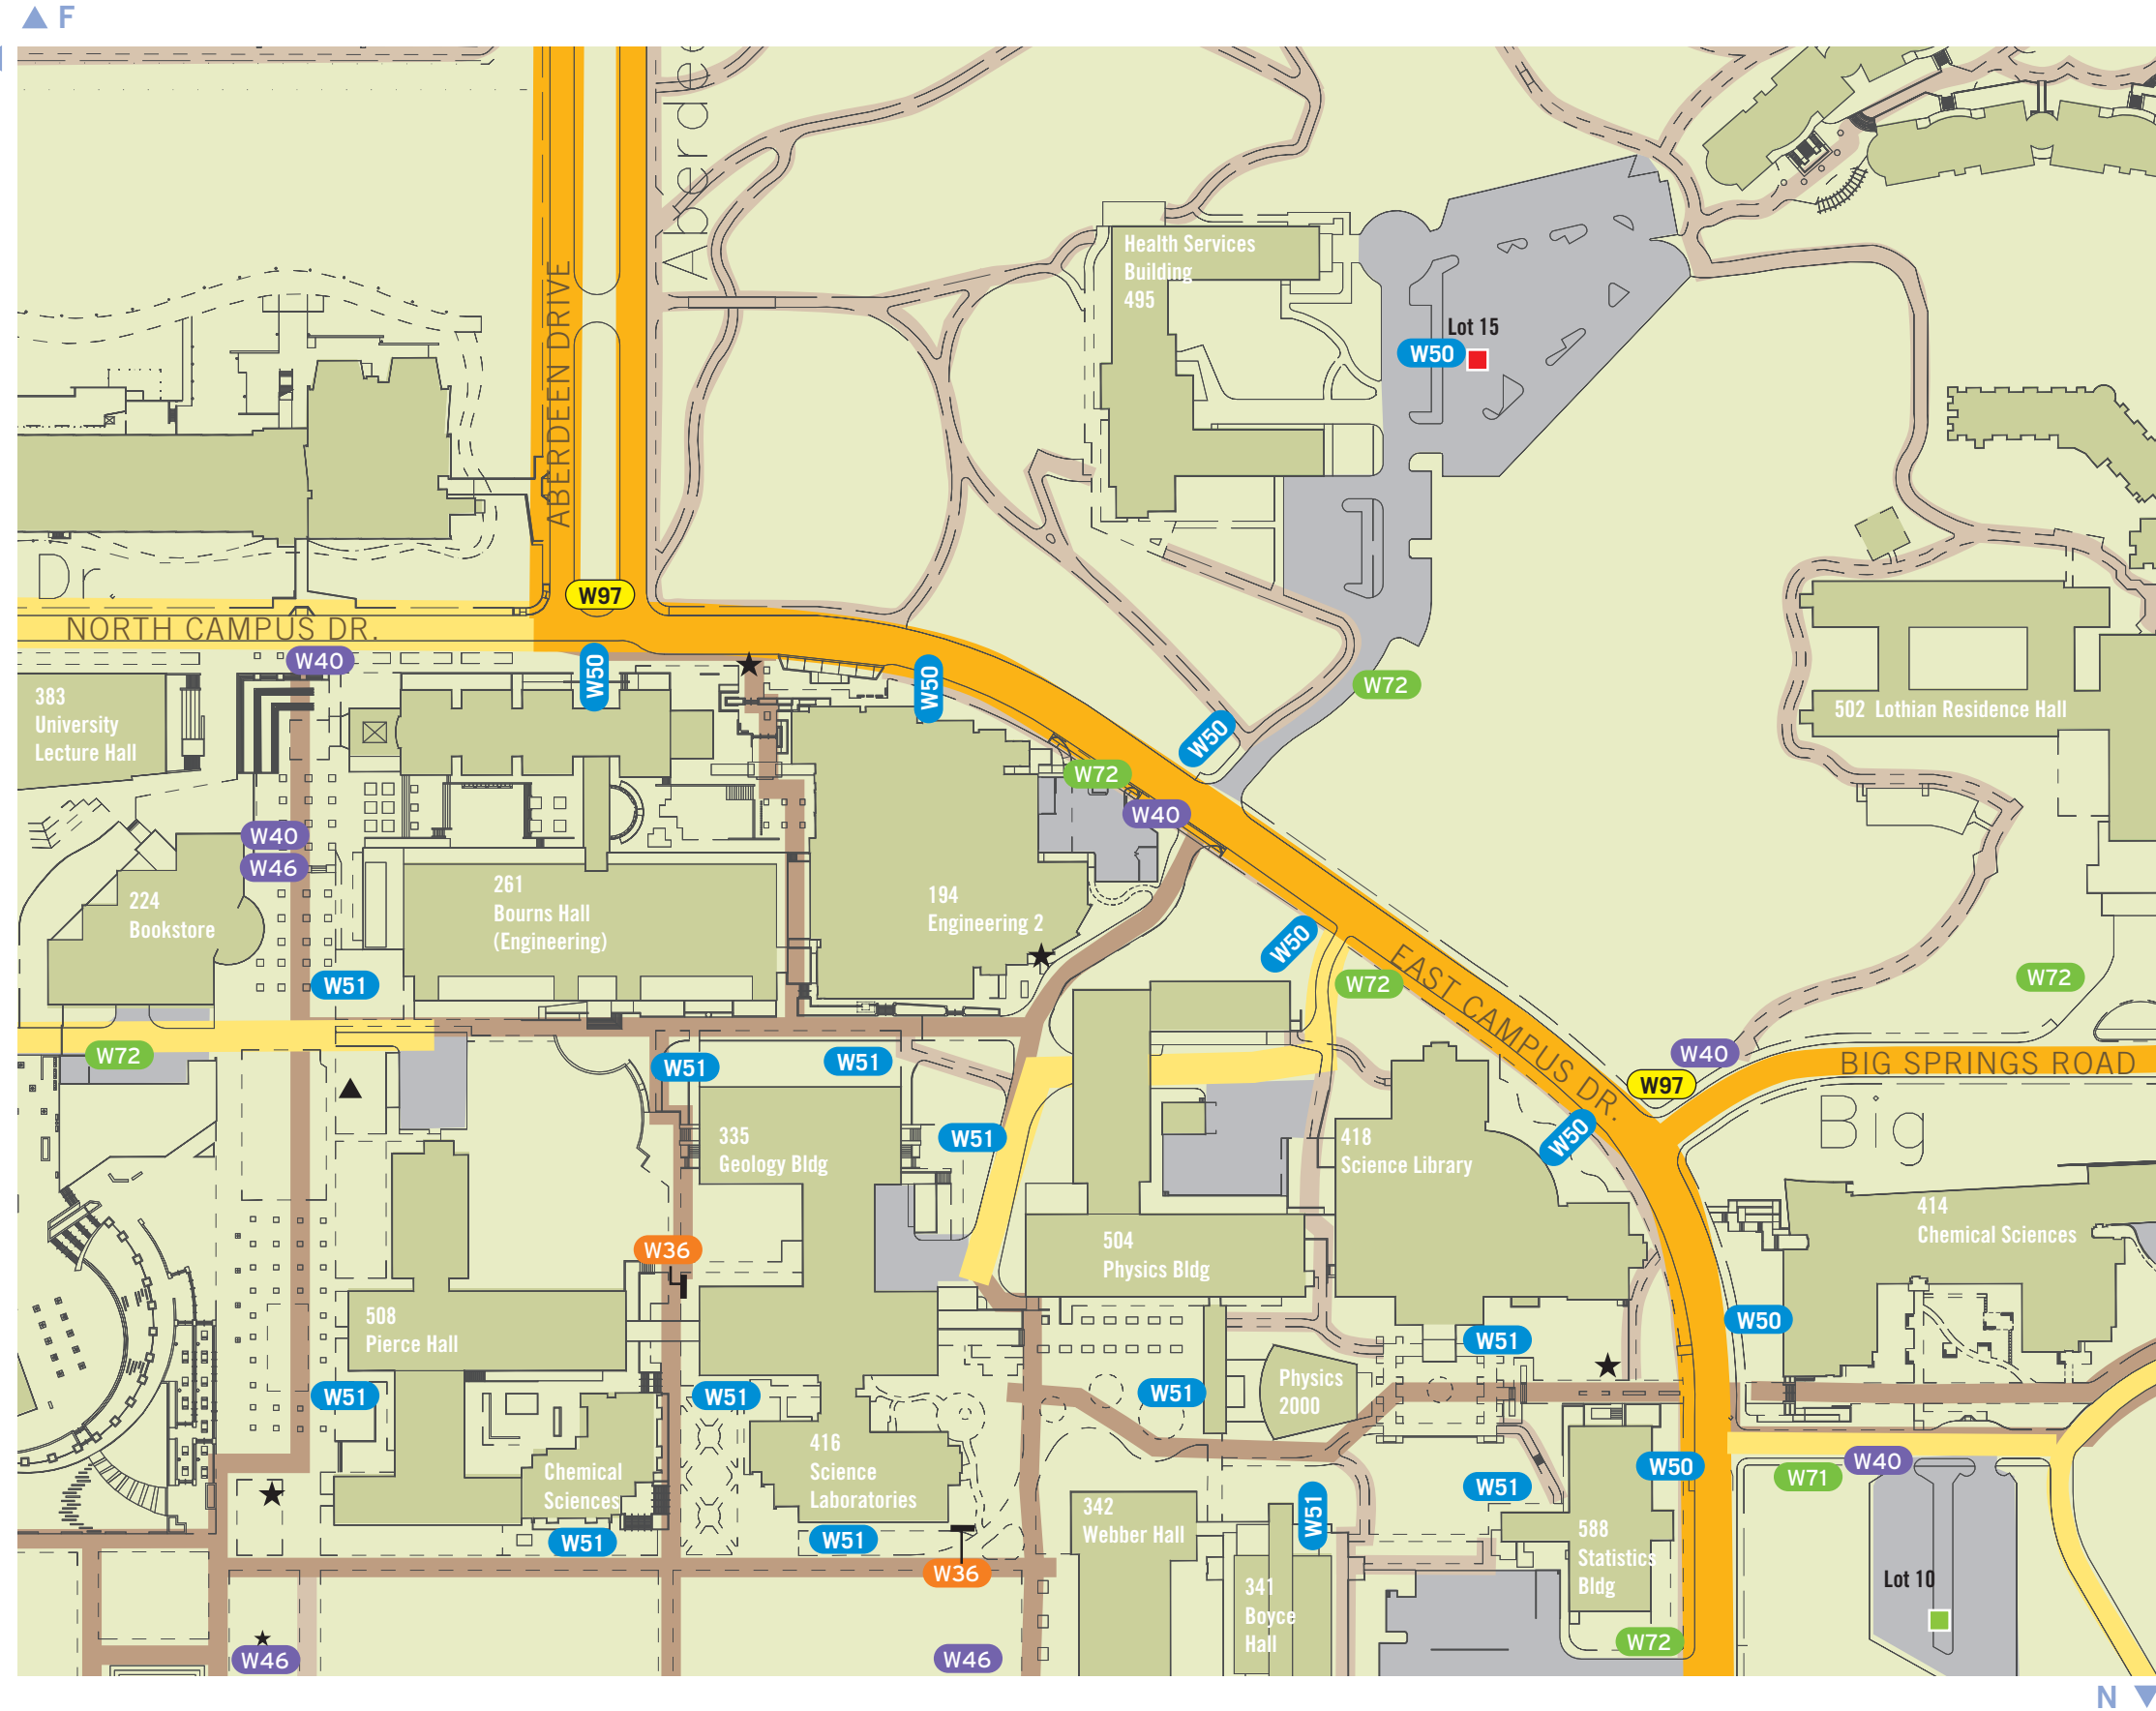 F
Aberde
Health Services
Building
495
Lot 15
W50
ABERDEEN DRIVE
Dr.
W97
NORTH CAMPUS DR.
W40
W50
W50
W72
383
University
Lecture Hall
502 Lothian Residence Hall
W50
W72
W40
W40
W46
224
Bookstore
261
Bourns Hall
(Engineering)
194
Engineering 2
W50
W51
W72
EAST CAMPUS DR.
W72
W72
W51
W51
W40
BIG SPRINGS ROAD
W97
Big
335
Geology Bldg
W51
418
Science Library
W50
414
Chemical Sciences
W36
504
Physics Bldg
508
Pierce Hall
W51
W50
W51
W51
W51
Physics
2000
416
Science
Laboratories
Chemical
Sciences
W50
W40
W71
W51
342
Webber Hall
W51
W51
W51
588
Statistics
Bldg
W36
341
Boyce
Hall
Lot 10
W72
W46
W46
N